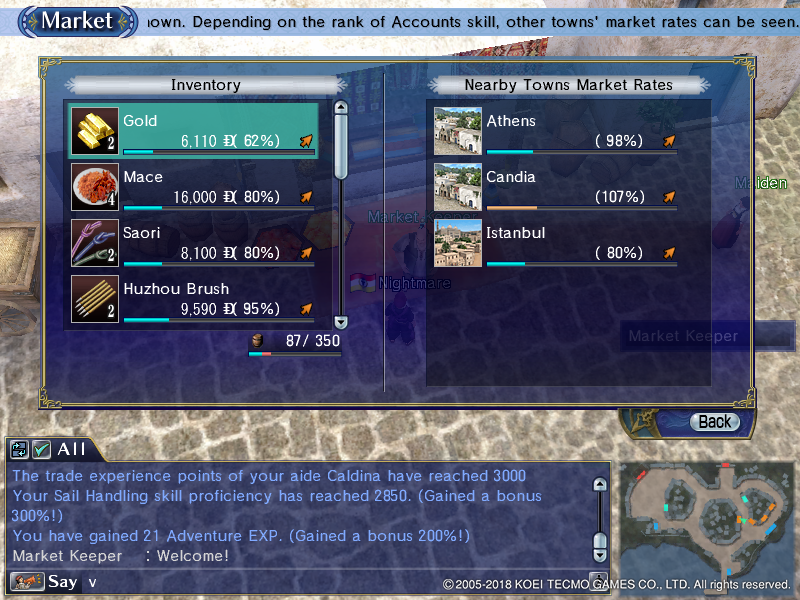 Market
own. Depending on the rank of Accounts skill, other towns' market rates can be seen.
Inventory
Gold
2
6,110 D( 62%)
Mace
4
16,000 D( 80%)
Saori
2
8,100 D( 80%)
Huzhou Brush
2
9,590 D( 95%)
87/ 350
Nearby Towns Market Rates
Athens
( 98%)
Candia
(107%)
Istanbul
( 80%)
Maiden
Market Keeper
Nightmare
Market Keeper
Back
All
The trade experience points of your aide Caldina have reached 3000
Your Sail Handling skill proficiency has reached 2850. (Gained a bonus
300%!)
You have gained 21 Adventure EXP. (Gained a bonus 200%!)
Market Keeper : Welcome!
Say v
©2005-2018 KOEI TECMO GAMES CO., LTD. All rights reserved.